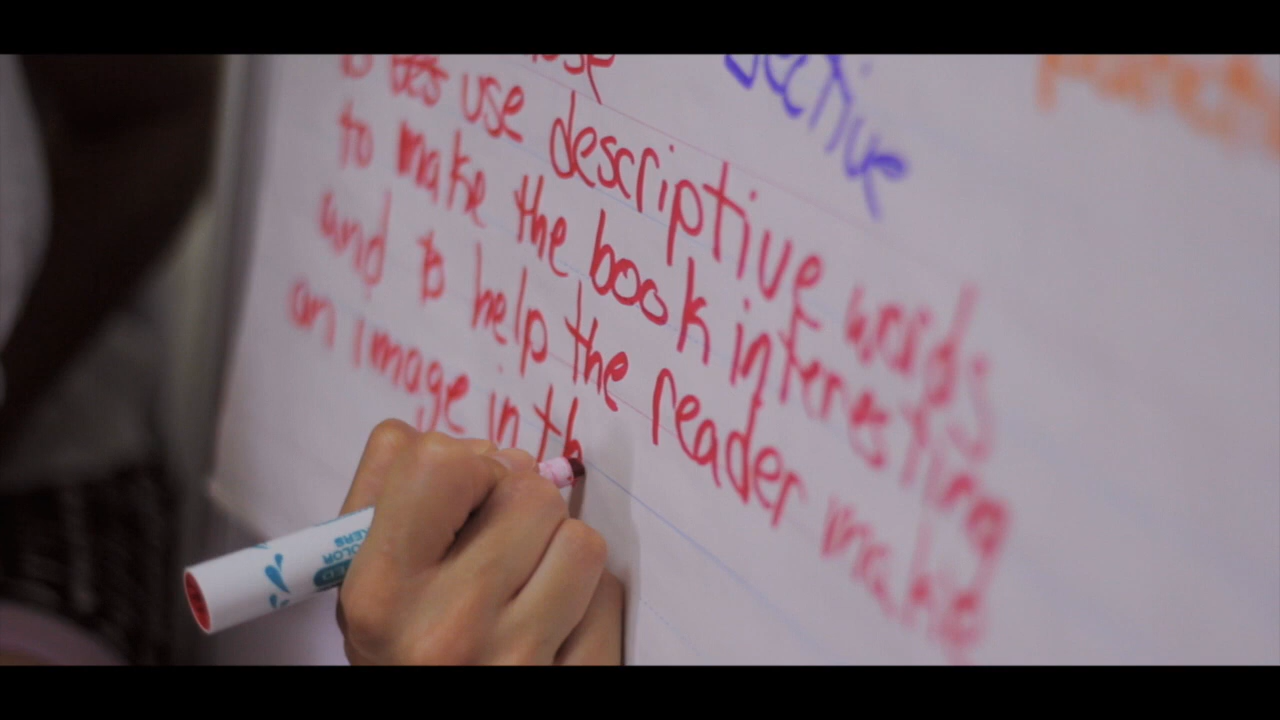 use descriptive words
to make the book interesting
and to help the reader make
an image in th